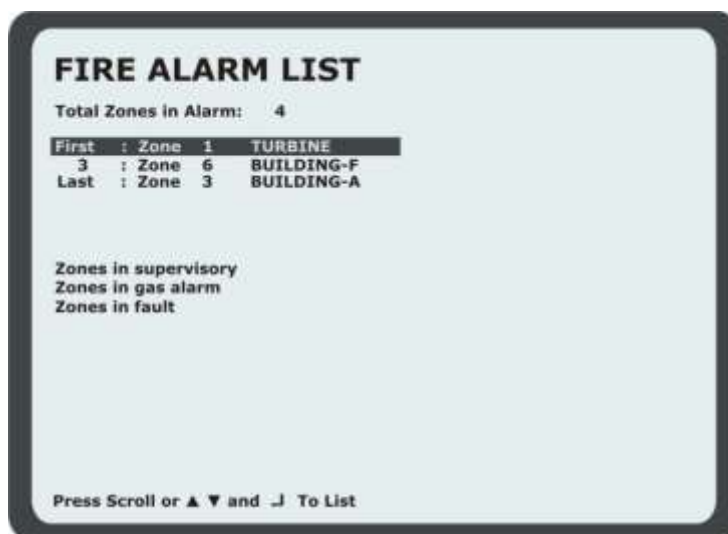 FIRE ALARM LIST
Total Zones in Alarm: 4
First : Zone 1 TURBINE
3 : Zone 6 BUILDING-F
Last : Zone 3 BUILDING-A
Zones in supervisory
Zones in gas alarm
Zones in fault
Press Scroll or ▲ ▼ and ↵ To List